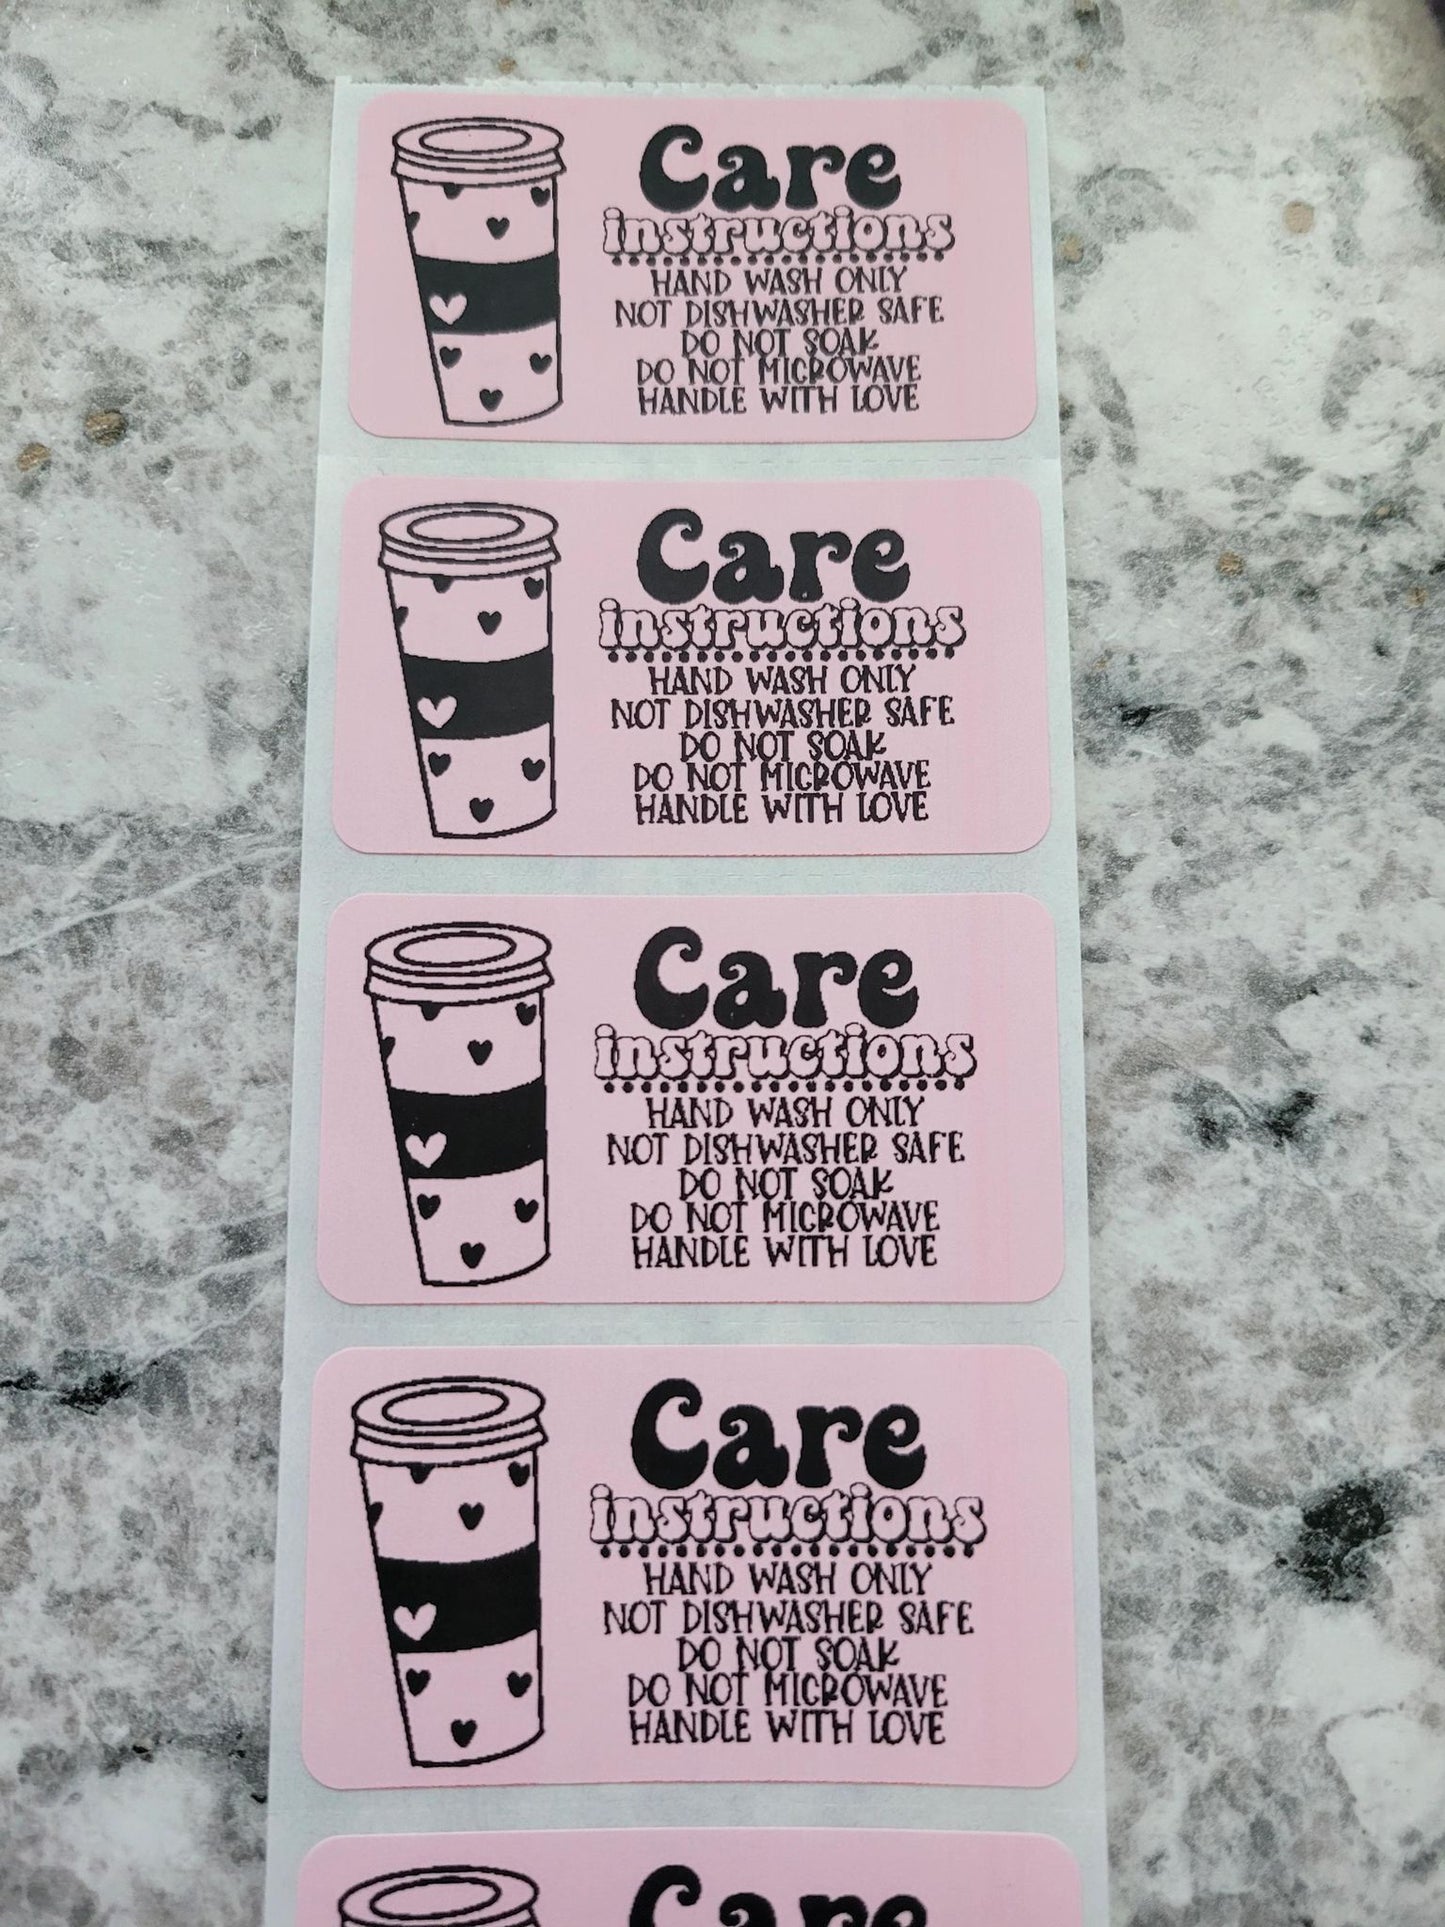 Care
instructions
HAND WASH ONLY
NOT DISHWASHER SAFE
DO NOT SOAK
DO NOT MICROWAVE
HANDLE WITH LOVE
Care
instructions
HAND WASH ONLY
NOT DISHWASHER SAFE
DO NOT SOAK
DO NOT MICROWAVE
HANDLE WITH LOVE
Care
instructions
HAND WASH ONLY
NOT DISHWASHER SAFE
DO NOT SOAK
DO NOT MICROWAVE
HANDLE WITH LOVE
Care
instructions
HAND WASH ONLY
NOT DISHWASHER SAFE
DO NOT SOAK
DO NOT MICROWAVE
HANDLE WITH LOVE
Care